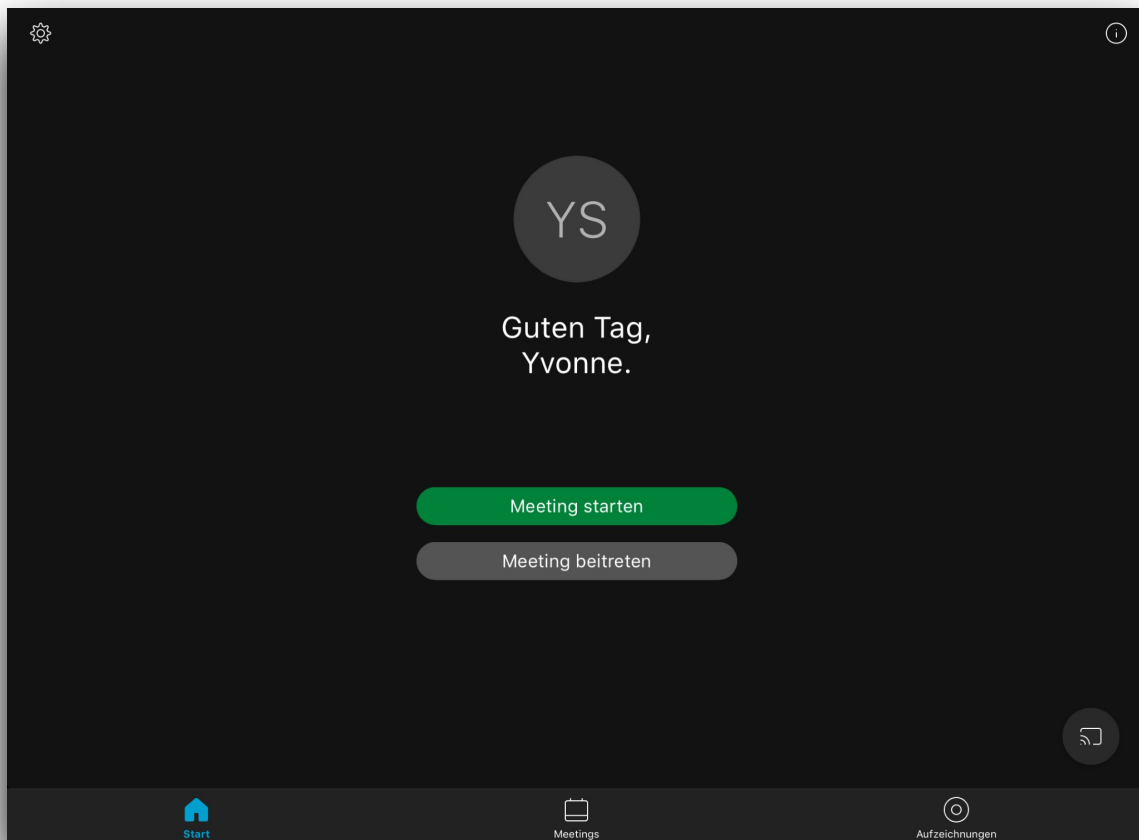 YS
Guten Tag,
Yvonne.
Meeting starten
Meeting beitreten
Start
Meetings
Aufzeichnungen